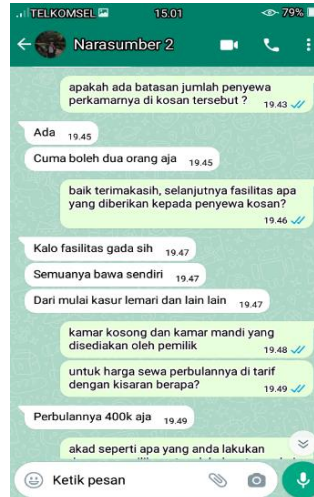 TELKOMSEL 15.01 79%
Narasumber 2
apakah ada batasan jumlah penyewa
perkamarnya di kosan tersebut ? 19.43
Ada 19.45
Cuma boleh dua orang aja 19.45
baik terimakasih, selanjutnya fasilitas apa
yang diberikan kepada penyewa kosan?
19.46
Kalo fasilitas gada sih 19.47
Semuanya bawa sendiri 19.47
Dari mulai kasur lemari dan lain lain 19.47
kamar kosong dan kamar mandi yang
disediakan oleh pemilik 19.48
untuk harga sewa perbulannya di tarif
dengan kisaran berapa? 19.49
Perbulannya 400k aja 19.49
akad seperti apa yang anda lakukan
Ketik pesan